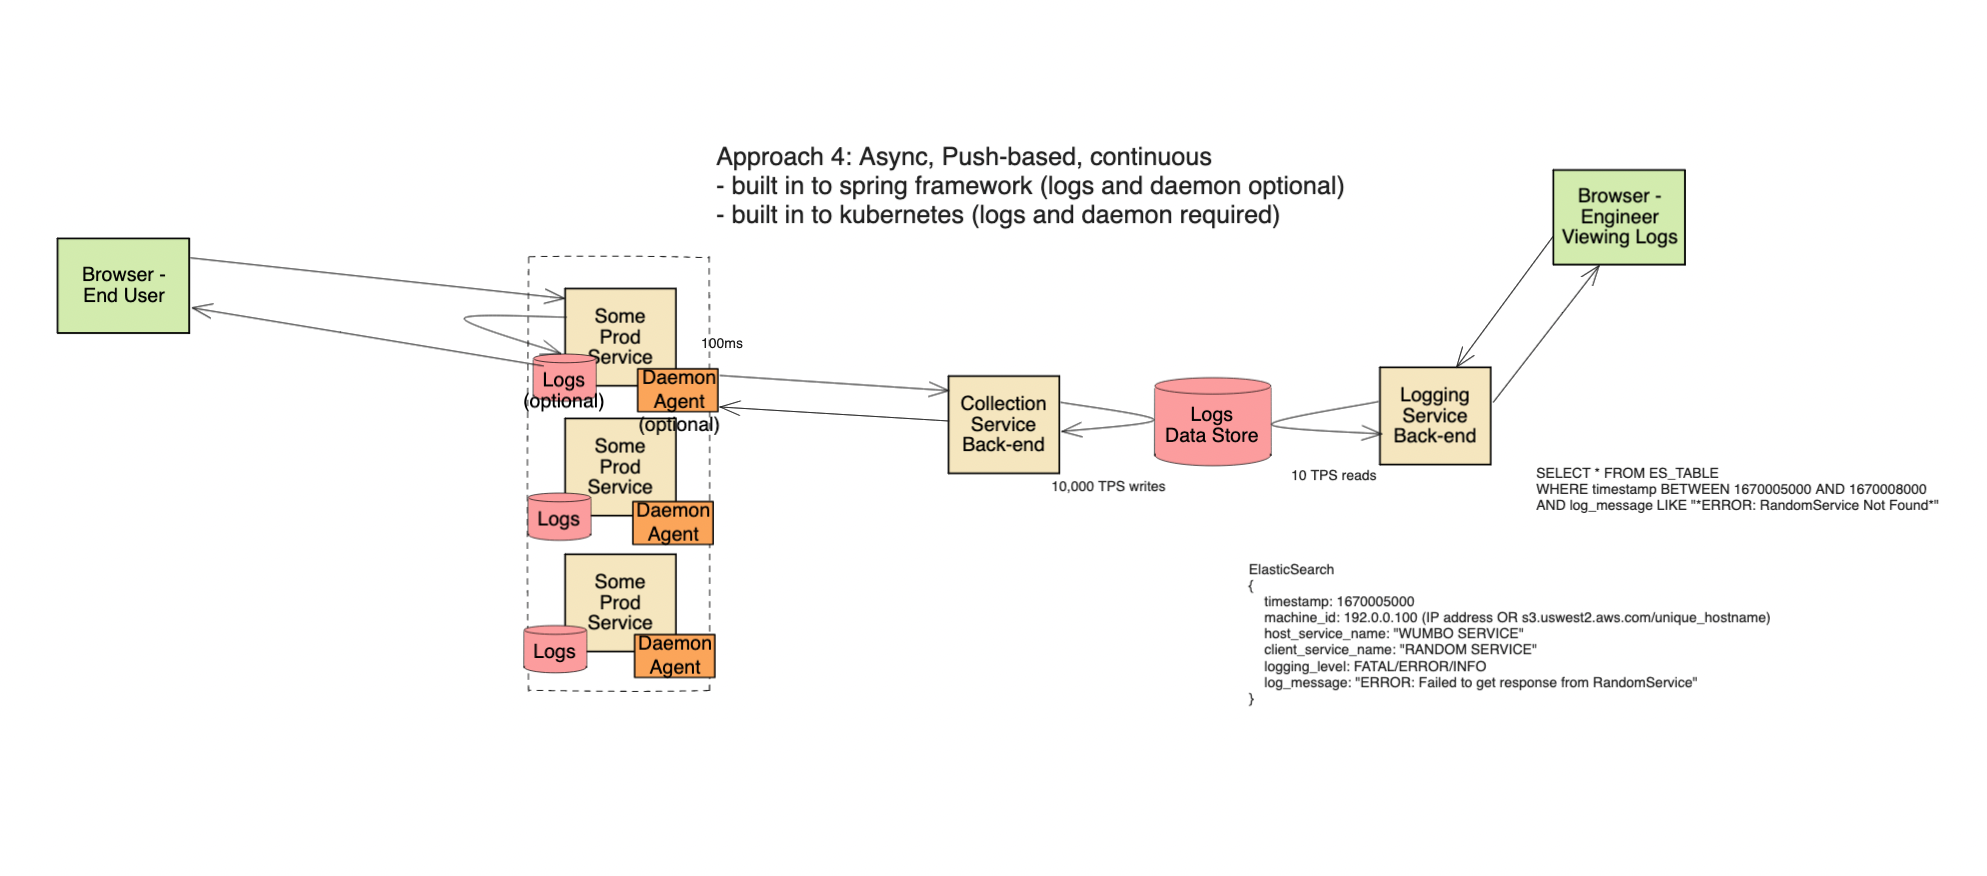 Approach 4: Async, Push-based, continuous
- built in to spring framework (logs and daemon optional)
- built in to kubernetes (logs and daemon required)
Browser -
End User
Some
Prod
Service
Logs
(optional)
Daemon
Agent
(optional)
100ms
Some
Prod
Service
Logs
Daemon
Agent
Some
Prod
Service
Logs
Daemon
Agent
Collection
Service
Back-end
10,000 TPS writes
Logs
Data Store
10 TPS reads
Logging
Service
Back-end
Browser -
Engineer
Viewing Logs
SELECT * FROM ES_TABLE
WHERE timestamp BETWEEN 1670005000 AND 1670008000
AND log_message LIKE "*ERROR: RandomService Not Found*"
ElasticSearch
{
timestamp: 1670005000
machine_id: 192.0.0.100 (IP address OR s3.uswest2.aws.com/unique_hostname)
host_service_name: "WUMBO SERVICE"
client_service_name: "RANDOM SERVICE"
logging_level: FATAL/ERROR/INFO
log_message: "ERROR: Failed to get response from RandomService"
}